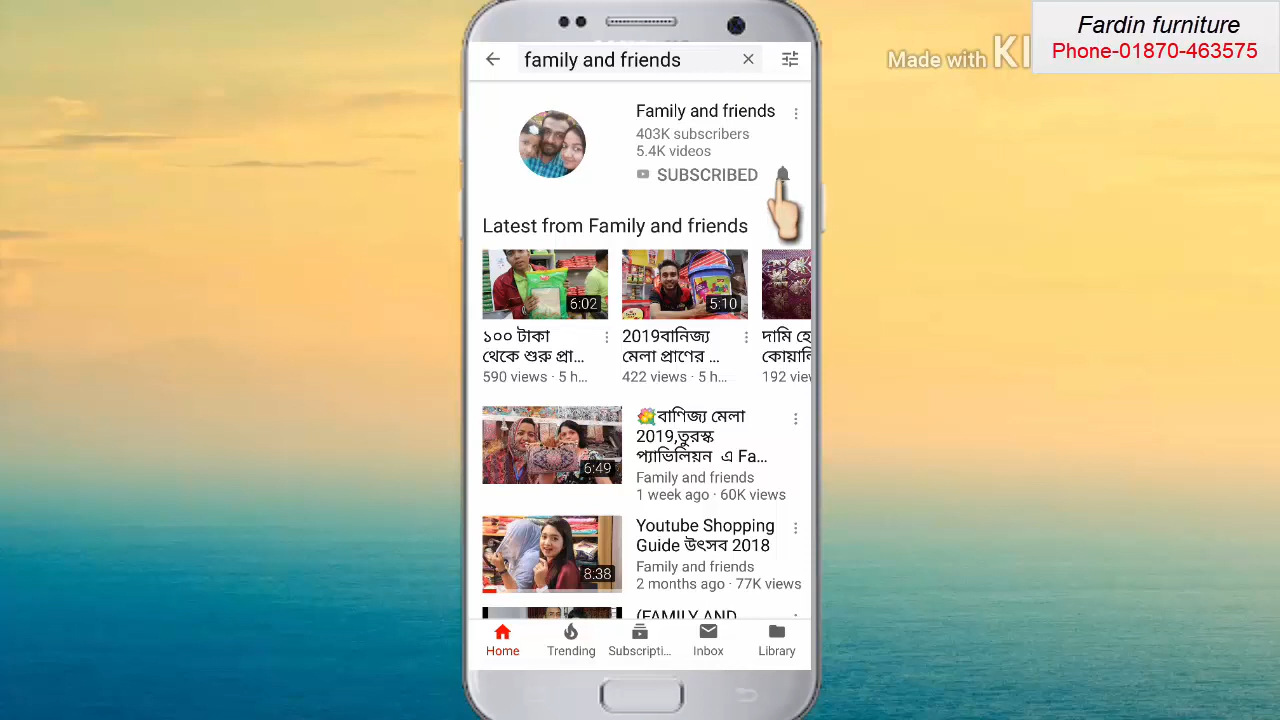 Fardin furniture
Phone-01870-463575
Made with
family and friends
Family and friends
403K subscribers
5.4K videos
SUBSCRIBED
Latest from Family and friends
6:02
5:10
১০০ টাকা
থেকে শুরু প্রা...
590 views · 5 h...
2019বানিজ্য
মেলা প্রাণের ...
422 views · 5 h...
দামি
192
বাণিজ্য মেলা
2019,তুরস্ক
প্যাভিলিয়ন এ Fa...
Family and friends
1 week ago · 60K views
6:49
Youtube Shopping
Guide উৎসব 2018
Family and friends
2 months ago · 77K views
8:38
(FAMILY AND
Home
Trending
Subscripti...
Inbox
Library